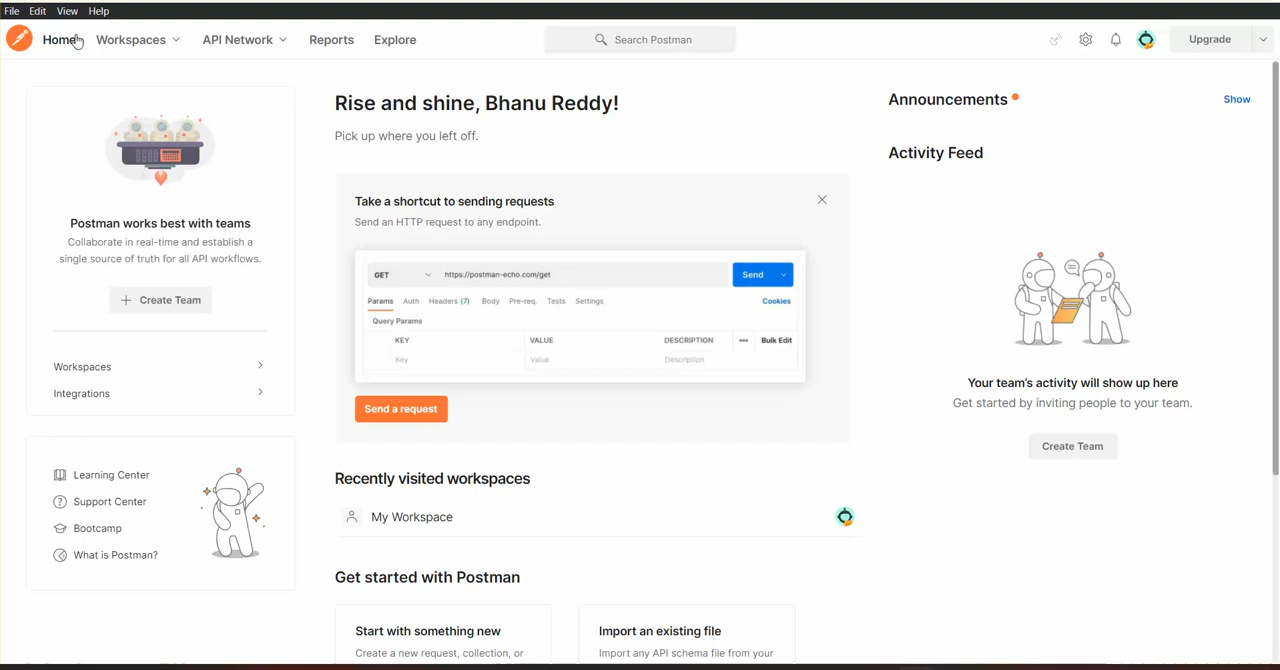 File Edit View Help
Home Workspaces API Network Reports Explore Search Postman Upgrade
Postman works best with teams
Collaborate in real-time and establish a
single source of truth for all API workflows.
Create Team
Workspaces
Integrations
Learning Center
Support Center
Bootcamp
What is Postman?
Rise and shine, Bhanu Reddy!
Pick up where you left off.
Take a shortcut to sending requests
Send an HTTP request to any endpoint.
GET https://postman-echo.com/get Send
Params Auth Headers (7) Body Pre-req. Tests Settings Cookies
Query Params
KEY VALUE DESCRIPTION Bulk Edit
Key Value Description
Send a request
Recently visited workspaces
My Workspace
Get started with Postman
Start with something new
Create a new request, collection, or
Import an existing file
Import any API schema file from your
Announcements Show
Activity Feed
Your team's activity will show up here
Get started by inviting people to your team.
Create Team